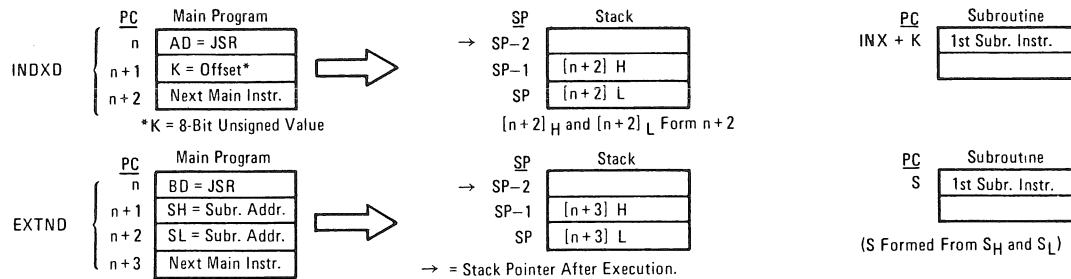 PC Main Program SP Stack PC Subroutine
n AD = JSR → SP−2 INX + K 1st Subr. Instr.
INDXD n + 1 K = Offset* SP−1 [n + 2] H
n + 2 Next Main Instr. SP [n + 2] L
*K = 8-Bit Unsigned Value [n + 2] H and [n + 2] L Form n + 2
PC Main Program SP Stack PC Subroutine
n BD = JSR → SP−2 S 1st Subr. Instr.
EXTND n + 1 SH = Subr. Addr. SP−1 [n + 3] H
n + 2 SL = Subr. Addr. SP [n + 3] L (S Formed From SH and SL)
n + 3 Next Main Instr. → = Stack Pointer After Execution.